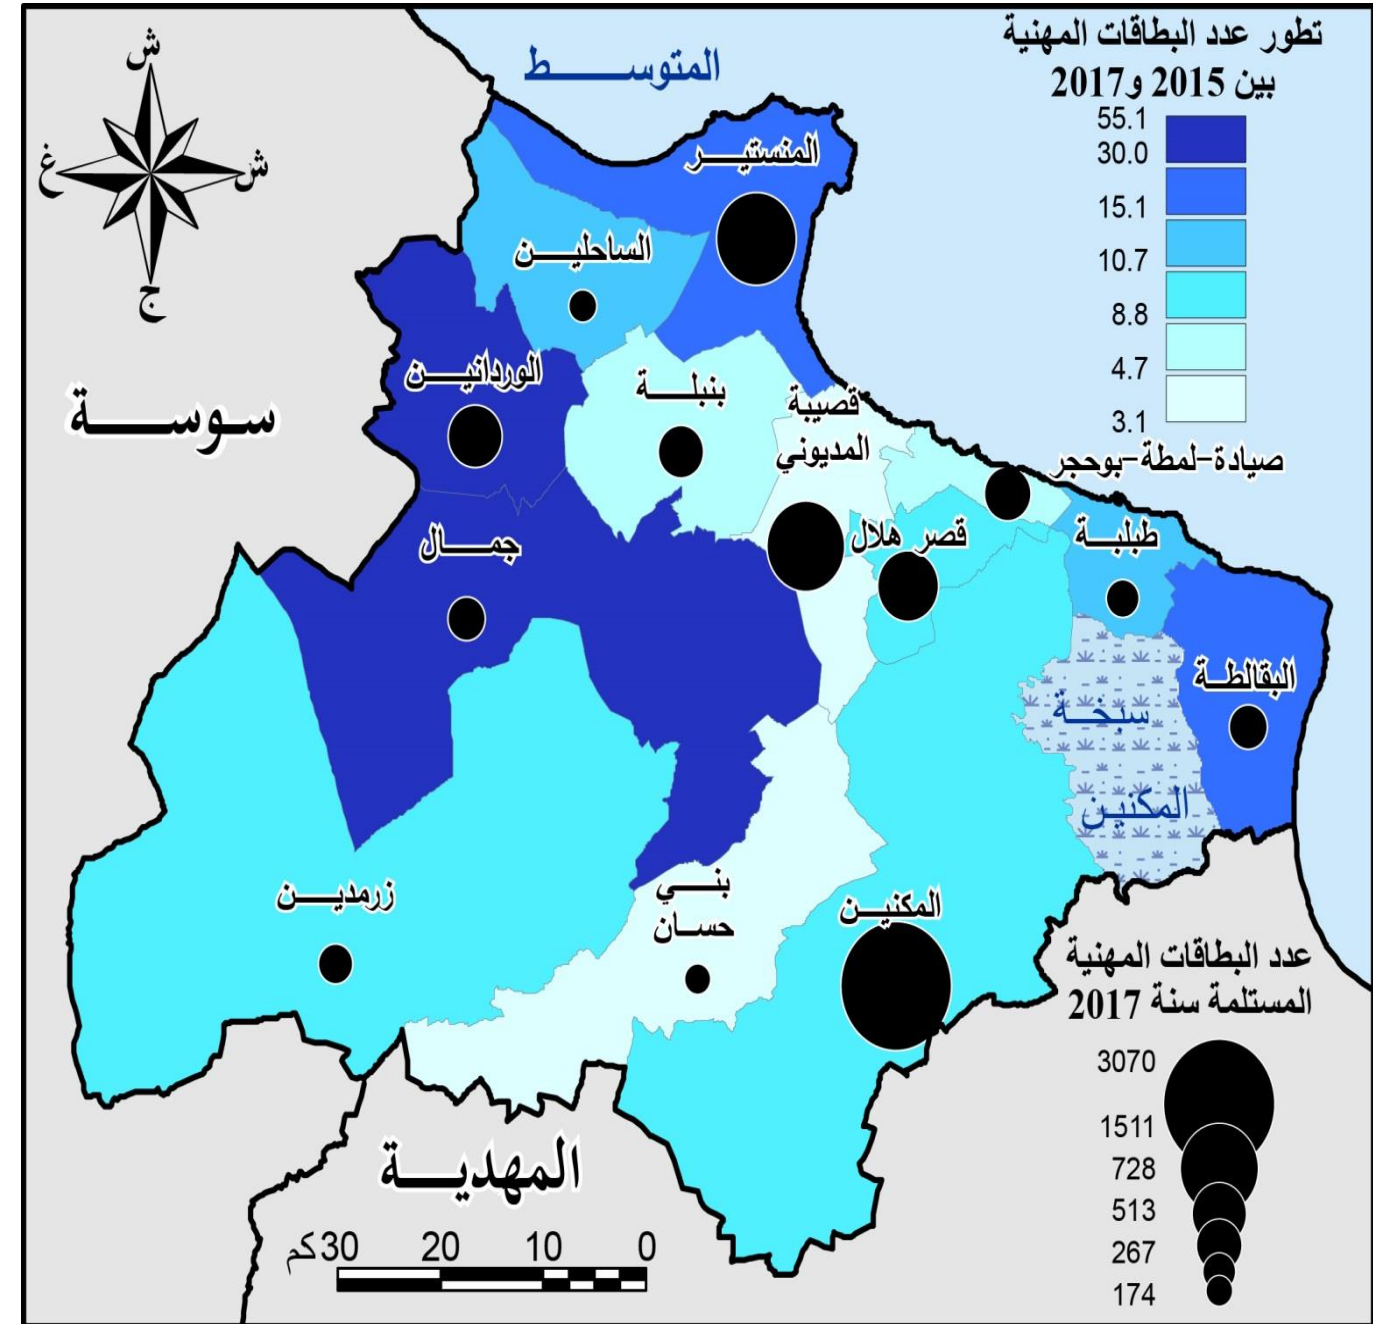 تطور عدد البطاقات المهنية
بين 2015 و2017
55.1
30.0
15.1
10.7
8.8
4.7
3.1
المتوسط
ش
غ
ش
ج
المنستير
الساحلين
الوردانين
بنبلة
قصيبة
المديوني
صيادة-لمطة-بوحجر
سوسة
جمال
قصر هلال
طبلبة
البقالطة
سبخة
المكنين
زرمدين
بني
حسان
المكنين
عدد البطاقات المهنية
المستلمة سنة 2017
3070
1511
728
513
267
174
المهدية
30 20 10 0 كم